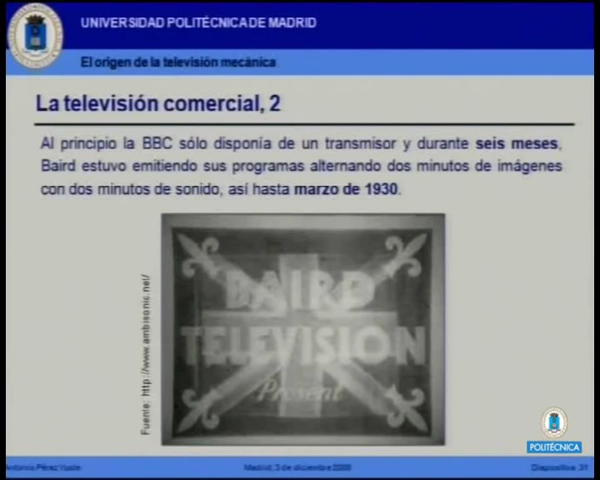 UNIVERSIDAD POLITÉCNICA DE MADRID
El origen de la televisión mecánica
La televisión comercial, 2
Al principio la BBC sólo disponía de un transmisor y durante seis meses,
Baird estuvo emitiendo sus programas alternando dos minutos de imágenes
con dos minutos de sonido, así hasta marzo de 1930.
Fuente: http://www.ambisonic.net/
BAIRD
TELEVISION
Present
POLITÉCNICA
Antonio Pérez Yuste
Madrid, 3 de diciembre 2008
Diapositiva 31